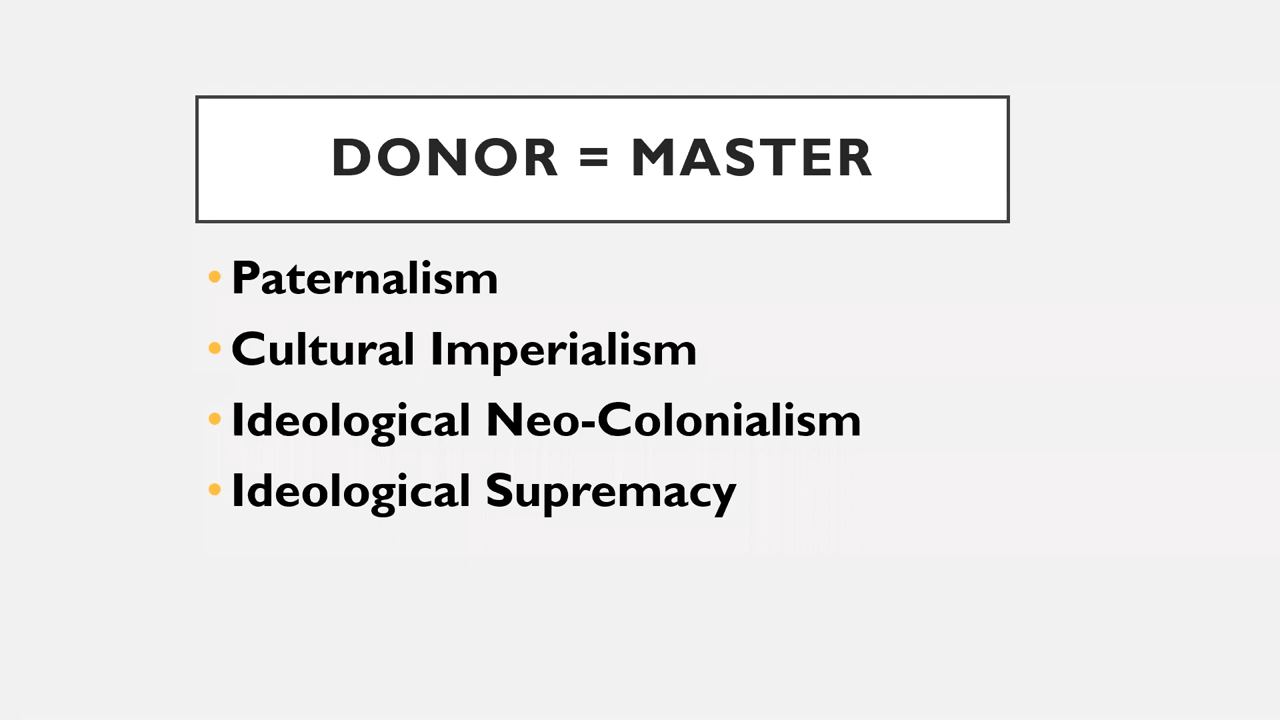 DONOR = MASTER
• Paternalism
• Cultural Imperialism
• Ideological Neo-Colonialism
• Ideological Supremacy